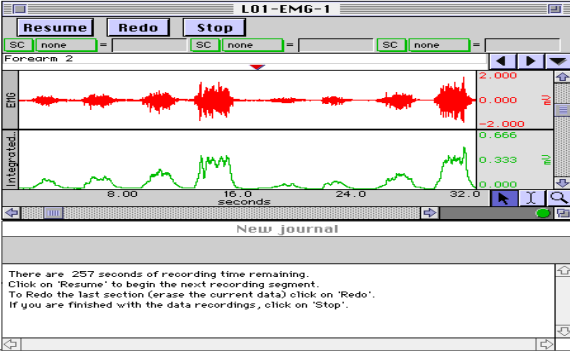 L01-EMG-1
Resume Redo Stop
SC none = SC none = SC none =
Forearm 2
EMG
2.000
0.000
-2.000
mV
Integrated..
0.666
0.333
0.000
mV
8.00 16.0 24.0 32.0
seconds
New journal
There are 257 seconds of recording time remaining.
Click on 'Resume' to begin the next recording segment.
To Redo the last section (erase the current data) click on 'Redo'.
If you are finished with the data recordings, click on 'Stop'.